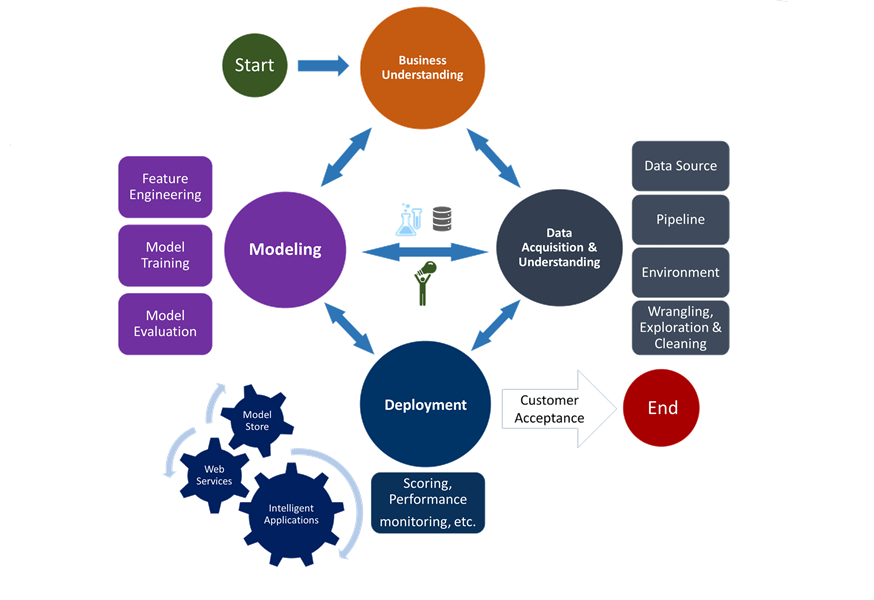 Start
Business
Understanding
Feature
Engineering
Model
Training
Model
Evaluation
Modeling
Data
Acquisition &
Understanding
Data Source
Pipeline
Environment
Wrangling,
Exploration &
Cleaning
Deployment
Customer
Acceptance
End
Scoring,
Performance
monitoring, etc.
Model
Store
Web
Services
Intelligent
Applications